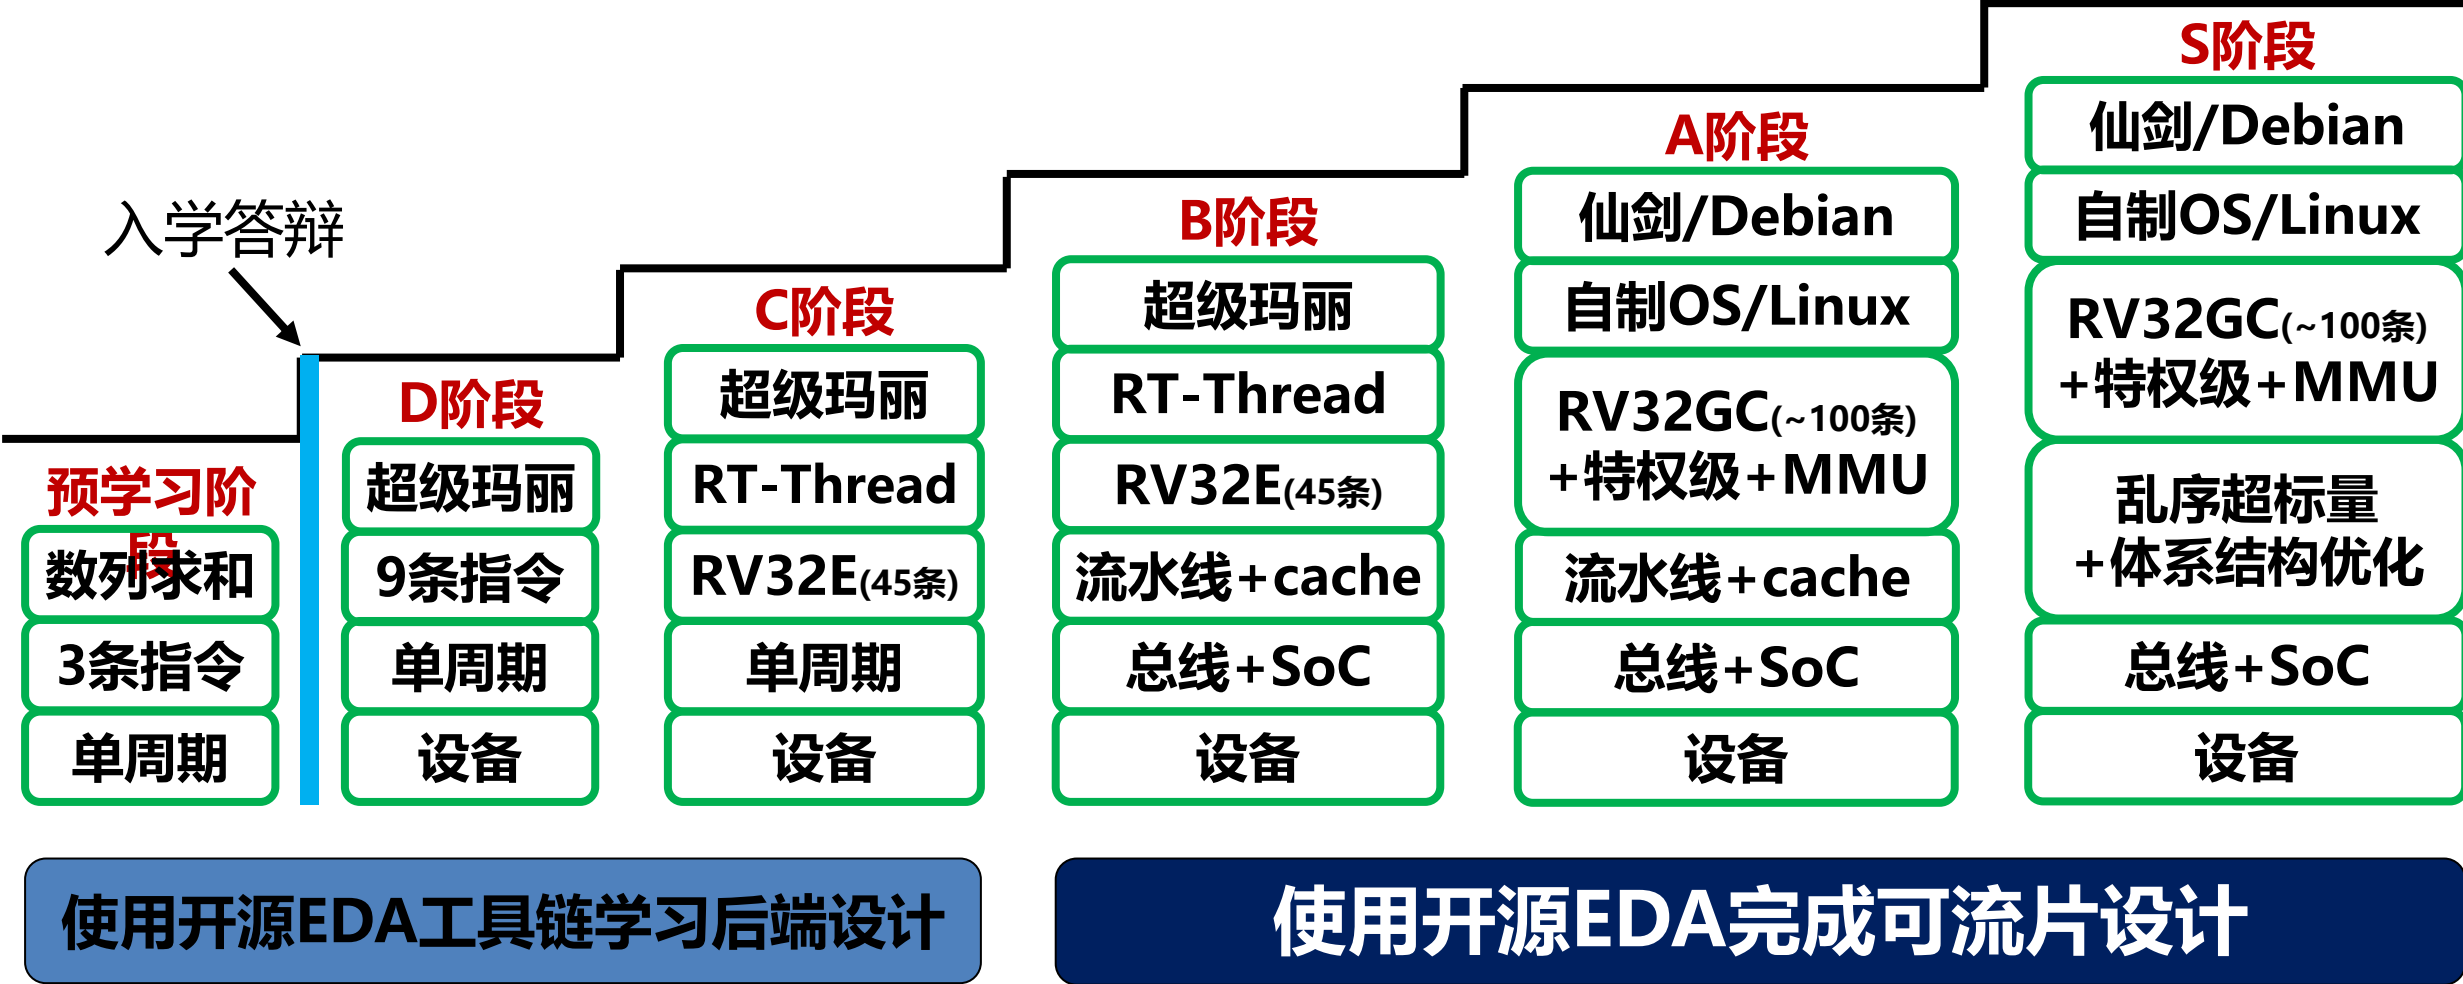 入学答辩
预学习阶
段
数列求和
3条指令
单周期
D阶段
超级玛丽
9条指令
单周期
设备
C阶段
超级玛丽
RT-Thread
RV32E(45条)
单周期
设备
B阶段
超级玛丽
RT-Thread
RV32E(45条)
流水线+cache
总线+SoC
设备
A阶段
仙剑/Debian
自制OS/Linux
RV32GC(~100条)
+特权级+MMU
流水线+cache
总线+SoC
设备
S阶段
仙剑/Debian
自制OS/Linux
RV32GC(~100条)
+特权级+MMU
乱序超标量
+体系结构优化
总线+SoC
设备
使用开源EDA工具链学习后端设计
使用开源EDA完成可流片设计